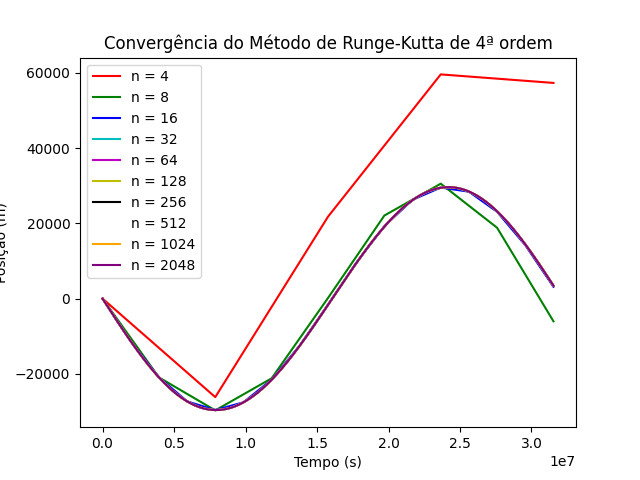 Convergência do Método de Runge-Kutta de 4ª ordem
60000
40000
20000
0
−20000
n = 4
n = 8
n = 16
n = 32
n = 64
n = 128
n = 256
n = 512
n = 1024
n = 2048
Posição (m)
0.0 0.5 1.0 1.5 2.0 2.5 3.0
1e7
Tempo (s)